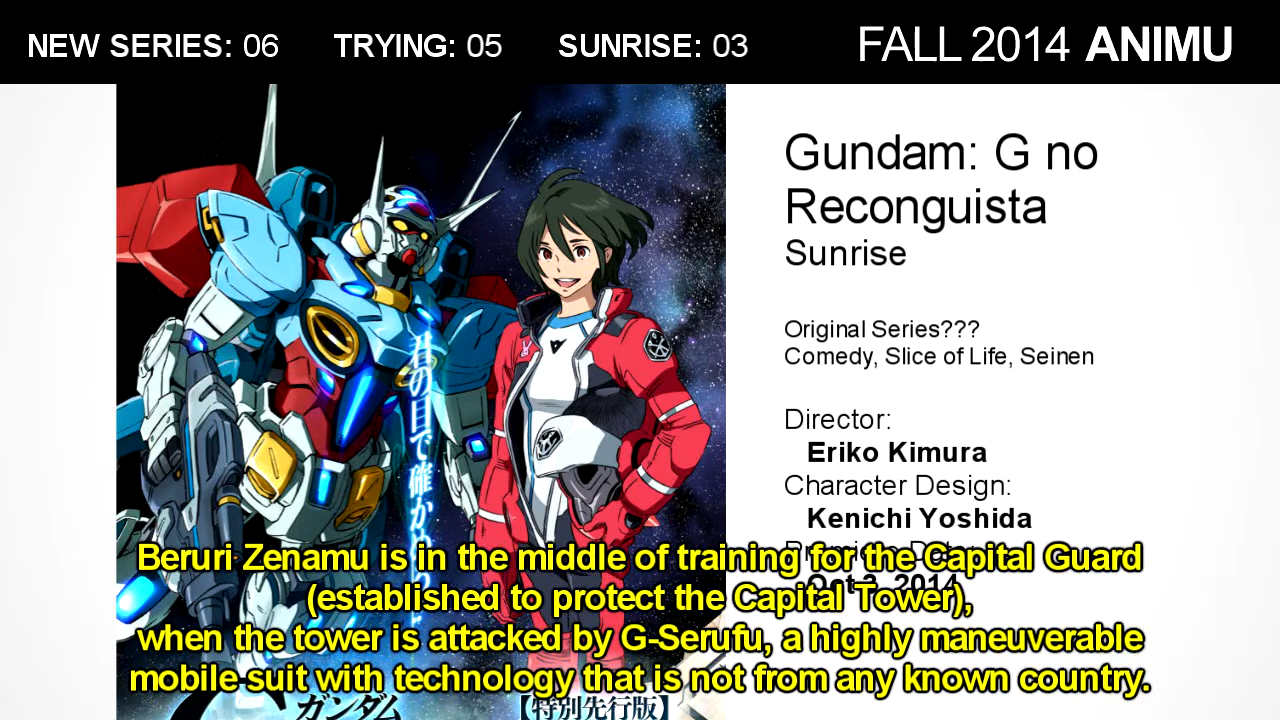 NEW SERIES: 06 TRYING: 05 SUNRISE: 03 FALL 2014 ANIMU
Gundam: G no
Reconguista
Sunrise
Original Series???
Comedy, Slice of Life, Seinen
Director:
Eriko Kimura
Character Design:
Kenichi Yoshida
Oct 2, 2014
君の目で確か
Beruri Zenamu is in the middle of training for the Capital Guard
(established to protect the Capital Tower),
when the tower is attacked by G-Serufu, a highly maneuverable
mobile suit with technology that is not from any known country.
ガンダム
【特別先行版】